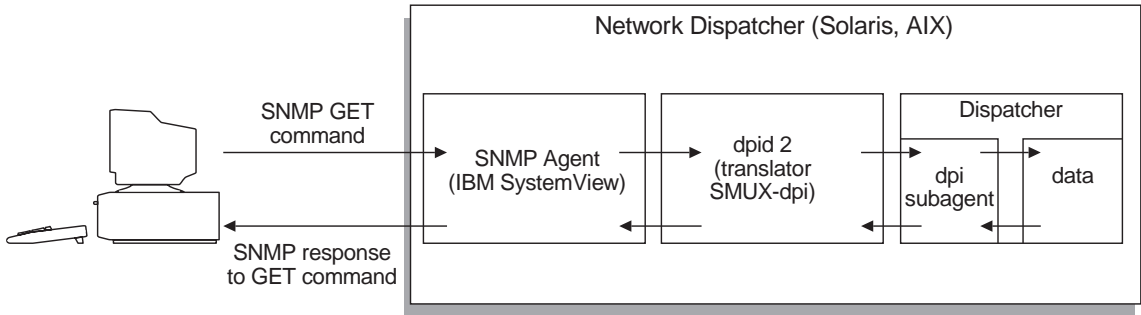 Network Dispatcher (Solaris, AIX)
SNMP GET
command
SNMP Agent
(IBM SystemView)
dpid 2
(translator
SMUX-dpi)
Dispatcher
dpi
subagent
data
SNMP response
to GET command